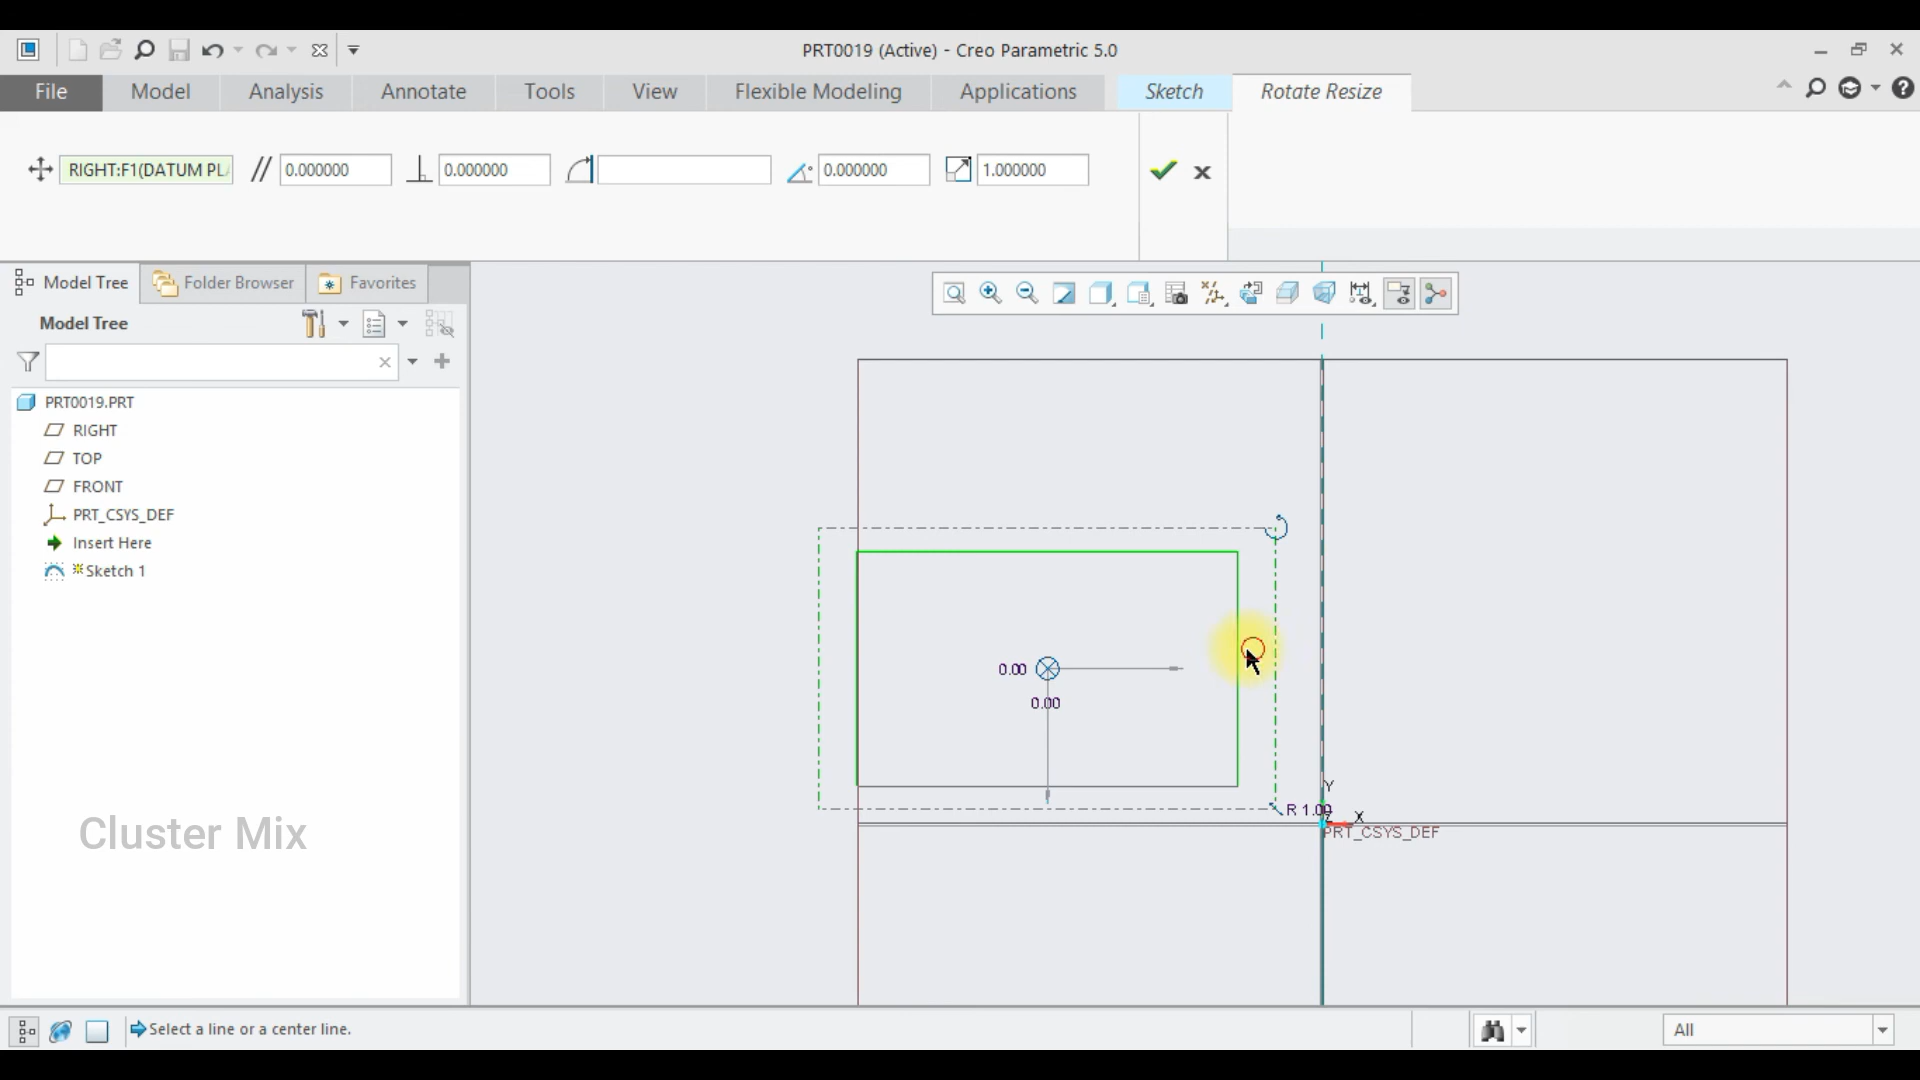 PRT0019 (Active) - Creo Parametric 5.0
File Model Analysis Annotate Tools View Flexible Modeling Applications Sketch Rotate Resize
RIGHT:F1(DATUM PL 0.000000 0.000000 0.000000 1.000000
Model Tree Folder Browser Favorites
Model Tree
PRT0019.PRT
RIGHT
TOP
FRONT
PRT_CSYS_DEF
Insert Here
Sketch 1
0.00
0.00
R 1.00
Y
Z
X
PRT_CSYS_DEF
Cluster Mix
Select a line or a center line.
All